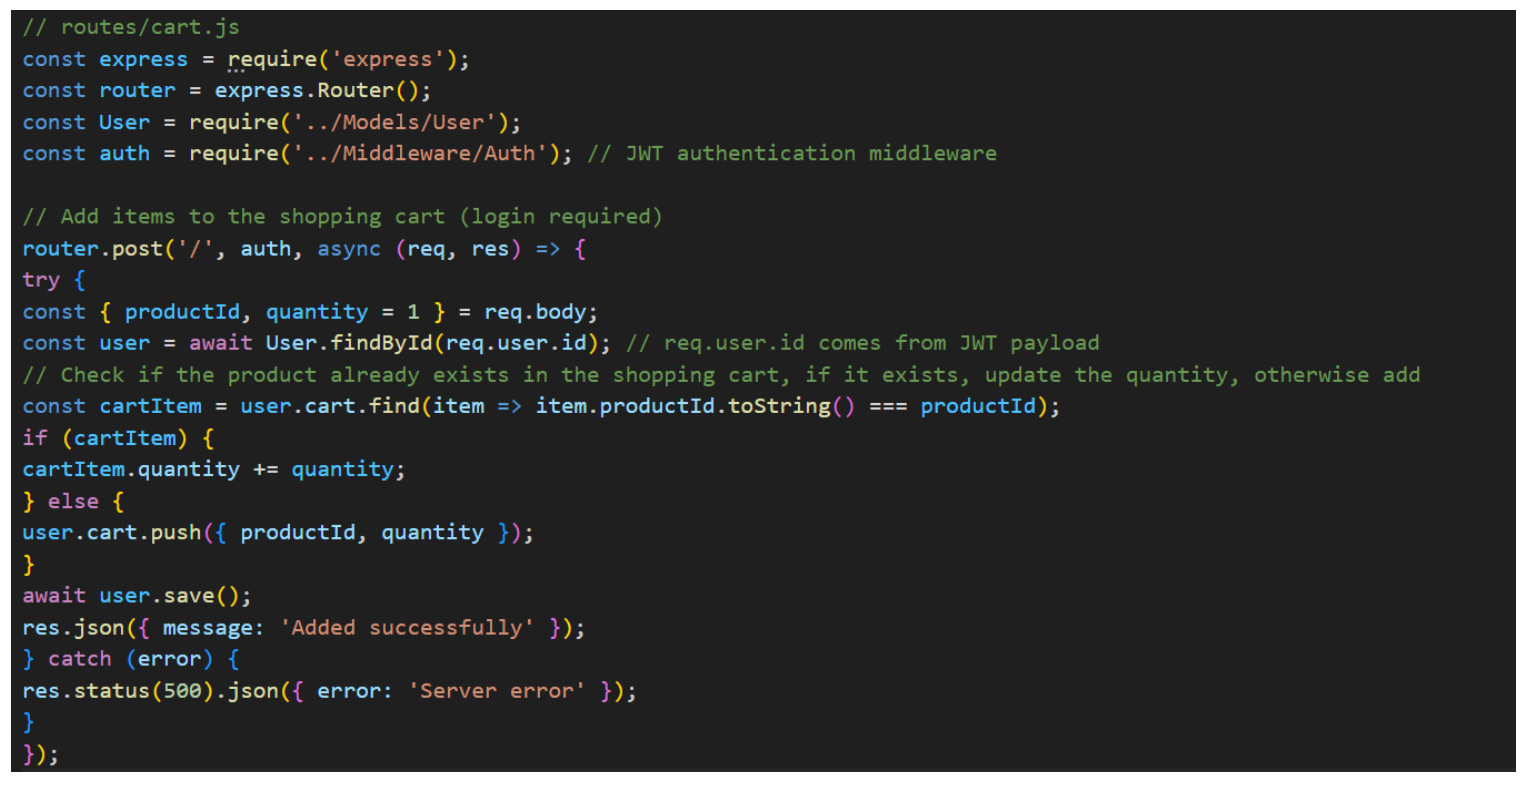 // routes/cart.js
const express = require('express');
const router = express.Router();
const User = require('../Models/User');
const auth = require('../Middleware/Auth'); // JWT authentication middleware
// Add items to the shopping cart (login required)
router.post('/', auth, async (req, res) => {
try {
const { productId, quantity = 1 } = req.body;
const user = await User.findById(req.user.id); // req.user.id comes from JWT payload
// Check if the product already exists in the shopping cart, if it exists, update the quantity, otherwise add
const cartItem = user.cart.find(item => item.productId.toString() === productId);
if (cartItem) {
cartItem.quantity += quantity;
} else {
user.cart.push({ productId, quantity });
}
await user.save();
res.json({ message: 'Added successfully' });
} catch (error) {
res.status(500).json({ error: 'Server error' });
}
});